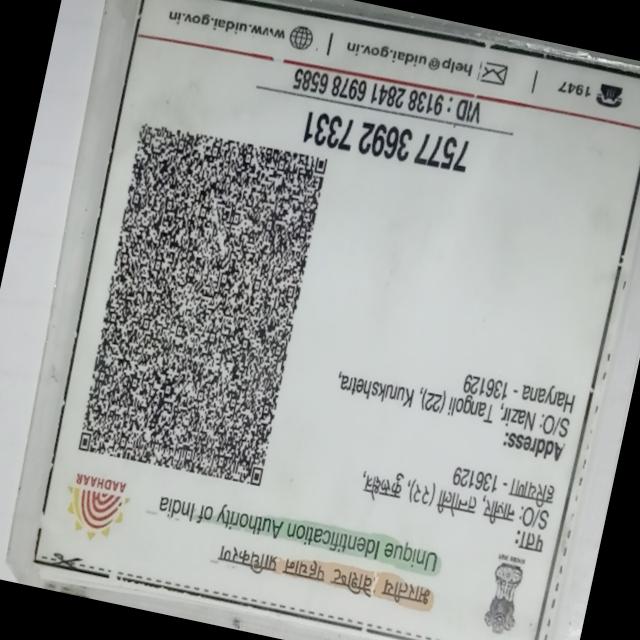 भारतीय विशिष्ट पहचान प्राधिकरण
Unique Identification Authority of India
AADHAAR
पता:
S/O: नाज़ीर, तन्गोली (२२), कुरुक्षेत्र,
हरियाणा - 136129
Address:
S/O: Nazir, Tangoli (22), Kurukshetra,
Haryana - 136129
7577 3692 7331
VID : 9138 2841 6978 6585
1947 | help@uidai.gov.in | www.uidai.gov.in